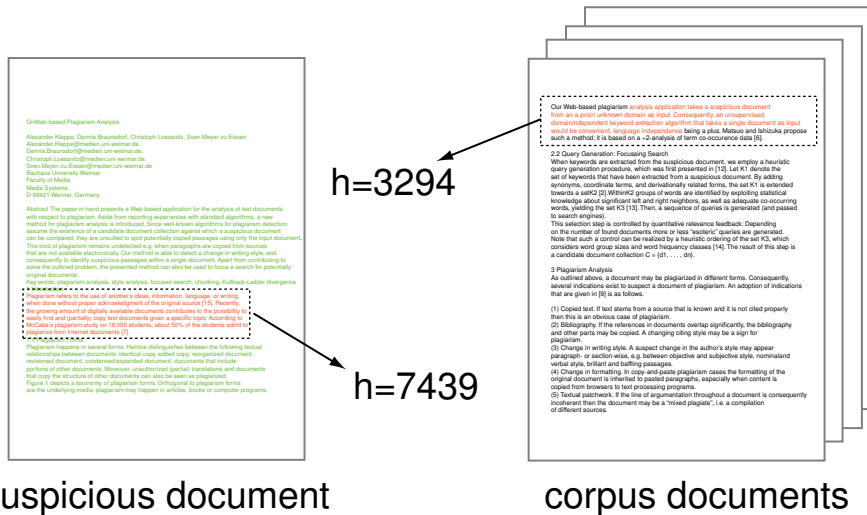 OnWeb-based Plagiarism Analysis
Alexander Kleppe, Dennis Braunsdorf, Christoph Loessnitz, Sven Meyer zu Eissen
Alexander.Kleppe@medien.uni-weimar.de,
Dennis.Braunsdorf@medien.uni-weimar.de,
Christoph.Loessnitz@medien.uni-weimar.de,
Sven.Meyer-zu-Eissen@medien.uni-weimar.de
Bauhaus University Weimar
Faculty of Media
Media Systems
D-99421 Weimar, Germany
Abstract The paper in hand presents a Web-based application for the analysis of text documents
with respect to plagiarism. Aside from reporting experiences with standard algorithms, a new
method for plagiarism analysis is introduced. Since well-known algorithms for plagiarism detection
assume the existence of a candidate document collection against which a suspicious document
can be compared, they are unsuited to spot potentially copied passages using only the input document.
This kind of plagiarism remains undetected e.g. when paragraphs are copied from sources
that are not available electronically. Our method is able to detect a change in writing style, and
consequently to identify suspicious passages within a single document. Apart from contributing to
solve the outlined problem, the presented method can also be used to focus a search for potentially
original documents.
Key words: plagiarism analysis, style analysis, focused search, chunking, Kullback-Leibler divergence
Plagiarism refers to the use of another's ideas, information, language, or writing,
when done without proper acknowledgment of the original source [15]. Recently,
the growing amount of digitally available documents contributes to the possibility to
easily find and (partially) copy text documents given a specific topic: According to
McCabe's plagiarism study on 18,000 students, about 50% of the students admit to
plagiarize from Internet documents [7].
Plagiarism happens in several forms. Heintze distinguishes between the following textual
relationships between documents: identical copy, edited copy, reorganized document,
revisioned document, condensed/expanded document, documents that include
portions of other documents. Moreover, unauthorized (partial) translations and documents
that copy the structure of other documents can also be seen as plagiarized.
Figure 1 depicts a taxonomy of plagiarism forms. Orthogonal to plagiarism forms
are the underlying media: plagiarism may happen in articles, books or computer programs.
h=3294
h=7439
Our Web-based plagiarism analysis application takes a suspicious document
from an a-priori unknown domain as input. Consequently, an unsupervised,
domainindependent keyword-extraction algorithm that takes a single document as input
would be convenient, language independence being a plus. Matsuo and Ishizuka propose
such a method; it is based on a ÷2-analysis of term co-occurence data [6].
2.2 Query Generation: Focussing Search
When keywords are extracted from the suspicious document, we employ a heuristic
query generation procedure, which was first presented in [12]. Let K1 denote the
set of keywords that have been extracted from a suspicious document. By adding
synonyms, coordinate terms, and derivationally related forms, the set K1 is extended
towards a setK2 [2].WithinK2 groups of words are identified by exploiting statistical
knowledge about significant left and right neighbors, as well as adequate co-occurring
words, yielding the set K3 [13]. Then, a sequence of queries is generated (and passed
to search engines).
This selection step is controlled by quantitative relevance feedback: Depending
on the number of found documents more or less "esoteric" queries are generated.
Note that such a control can be realized by a heuristic ordering of the set K3, which
considers word group sizes and word frequency classes [14]. The result of this step is
a candidate document collection C = {d1, . . . , dn}.
3 Plagiarism Analysis
As outlined above, a document may be plagiarized in different forms. Consequently,
several indications exist to suspect a document of plagiarism. An adoption of indications
that are given in [9] is as follows.
(1) Copied text. If text stems from a source that is known and it is not cited properly
then this is an obvious case of plagiarism.
(2) Bibliography. If the references in documents overlap significantly, the bibliography
and other parts may be copied. A changing citing style may be a sign for
plagiarism.
(3) Change in writing style. A suspect change in the author's style may appear
paragraph- or section-wise, e.g. between objective and subjective style, nominaland
verbal style, brilliant and baffling passages.
(4) Change in formatting. In copy-and-paste plagiarism cases the formatting of the
original document is inherited to pasted paragraphs, especially when content is
copied from browsers to text processing programs.
(5) Textual patchwork. If the line of argumentation throughout a document is consequently
incoherent then the document may be a "mixed plagiate", i.e. a compilation
of different sources.
uspicious document
corpus documents